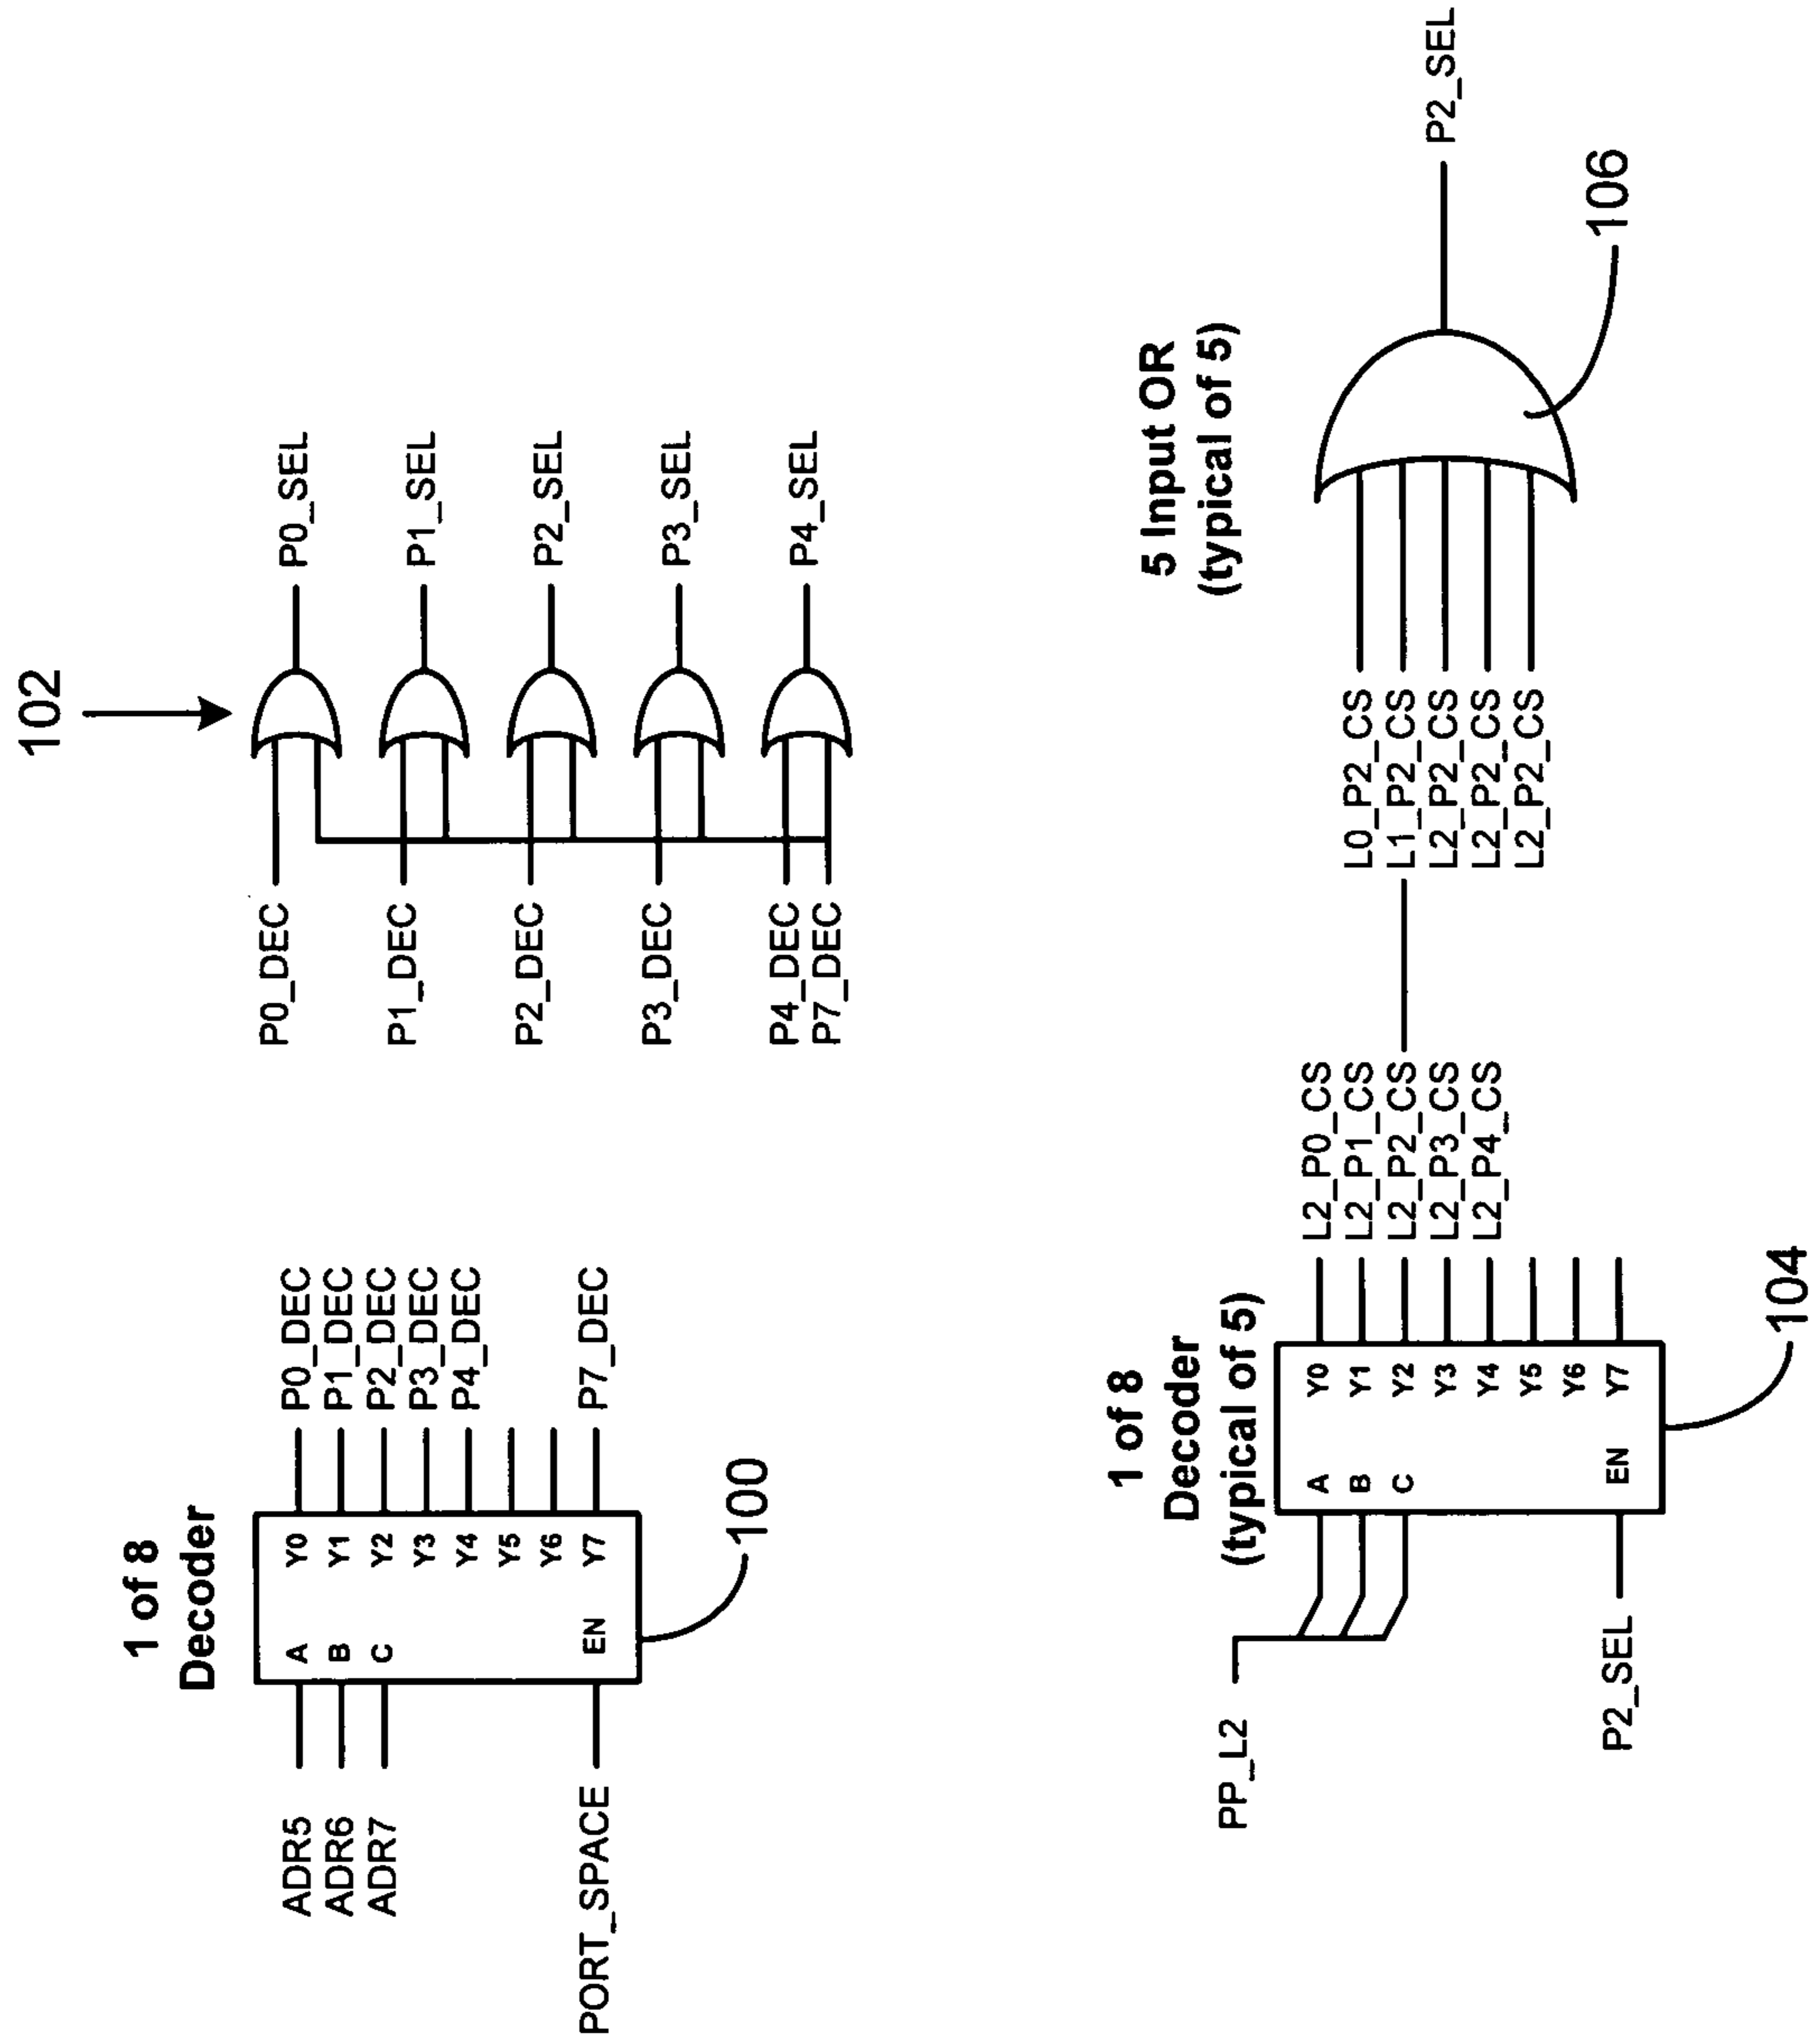 1 of 8
Decoder
ADR5
ADR6
ADR7
PORT_SPACE
A
B
C
EN
Y0
Y1
Y2
Y3
Y4
Y5
Y6
Y7
P0_DEC
P1_DEC
P2_DEC
P3_DEC
P4_DEC
P7_DEC
100
102
P0_DEC
P1_DEC
P2_DEC
P3_DEC
P4_DEC
P7_DEC
P0_SEL
P1_SEL
P2_SEL
P3_SEL
P4_SEL
1 of 8
Decoder
(typical of 5)
PP_L2
P2_SEL
A
B
C
EN
Y0
Y1
Y2
Y3
Y4
Y5
Y6
Y7
L2_P0_CS
L2_P1_CS
L2_P2_CS
L2_P3_CS
L2_P4_CS
104
5 Input OR
(typical of 5)
L0_P2_CS
L1_P2_CS
L2_P2_CS
L2_P2_CS
L2_P2_CS
P2_SEL
106